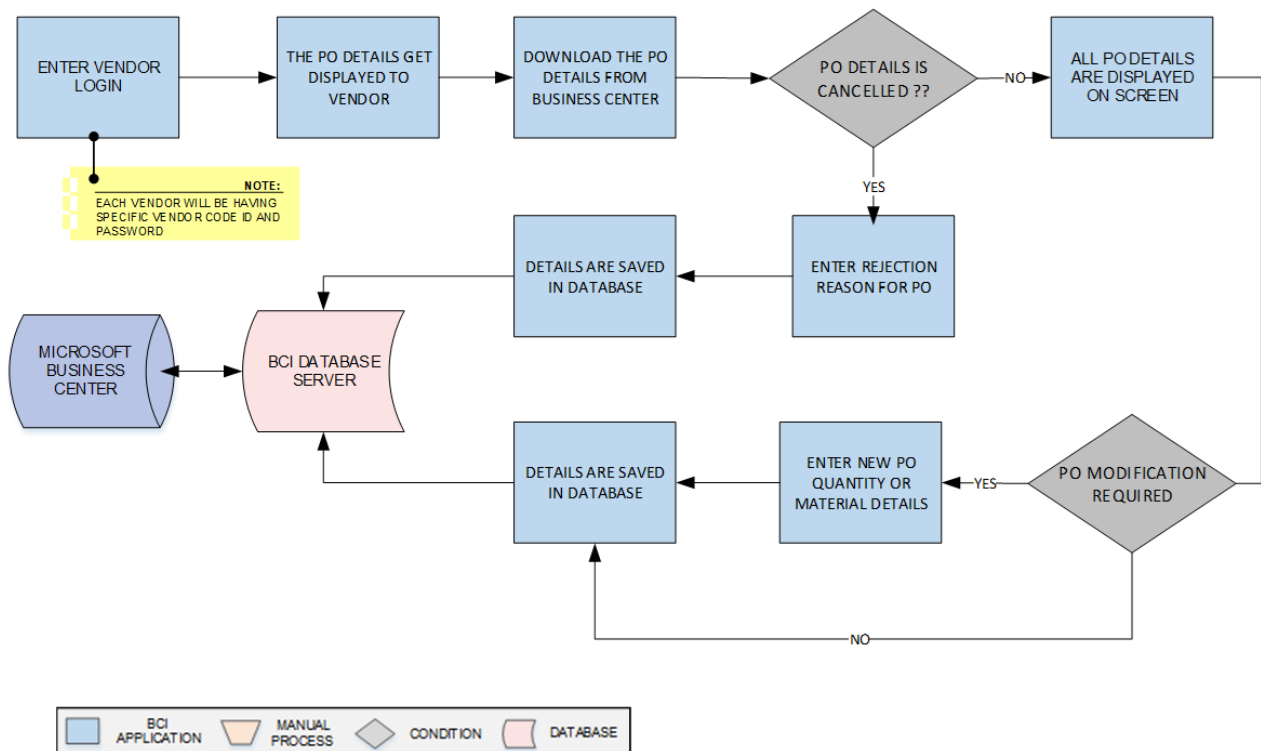 ENTER VENDOR
LOGIN
THE PO DETAILS GET
DISPLAYED TO
VENDOR
DOWNLOAD THE PO
DETAILS FROM
BUSINESS CENTER
PO DETAILS IS
CANCELLED ??
NO
ALL PO DETAILS
ARE DISPLAYED
ON SCREEN
NOTE:
EACH VENDOR WILL BE HAVING
SPECIFIC VENDOR CODE ID AND
PASSWORD
YES
DETAILS ARE SAVED
IN DATABASE
ENTER REJECTION
REASON FOR PO
MICROSOFT
BUSINESS
CENTER
BCI DATABASE
SERVER
DETAILS ARE SAVED
IN DATABASE
ENTER NEW PO
QUANTITY OR
MATERIAL DETAILS
YES
PO MODIFICATION
REQUIRED
NO
BCI
APPLICATION
MANUAL
PROCESS
CONDITION
DATABASE